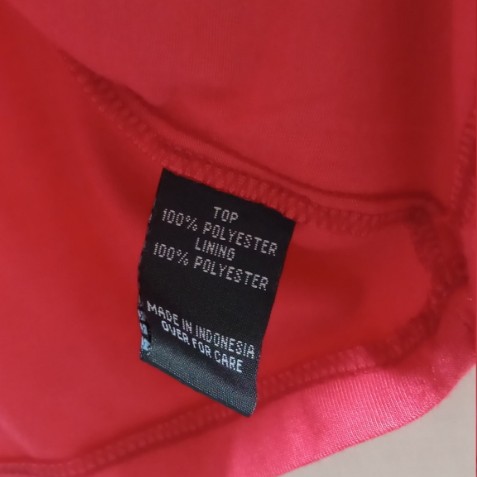 TOP
100% POLYESTER
LINING
100% POLYESTER
MADE IN INDONESIA
OVER FOR CARE